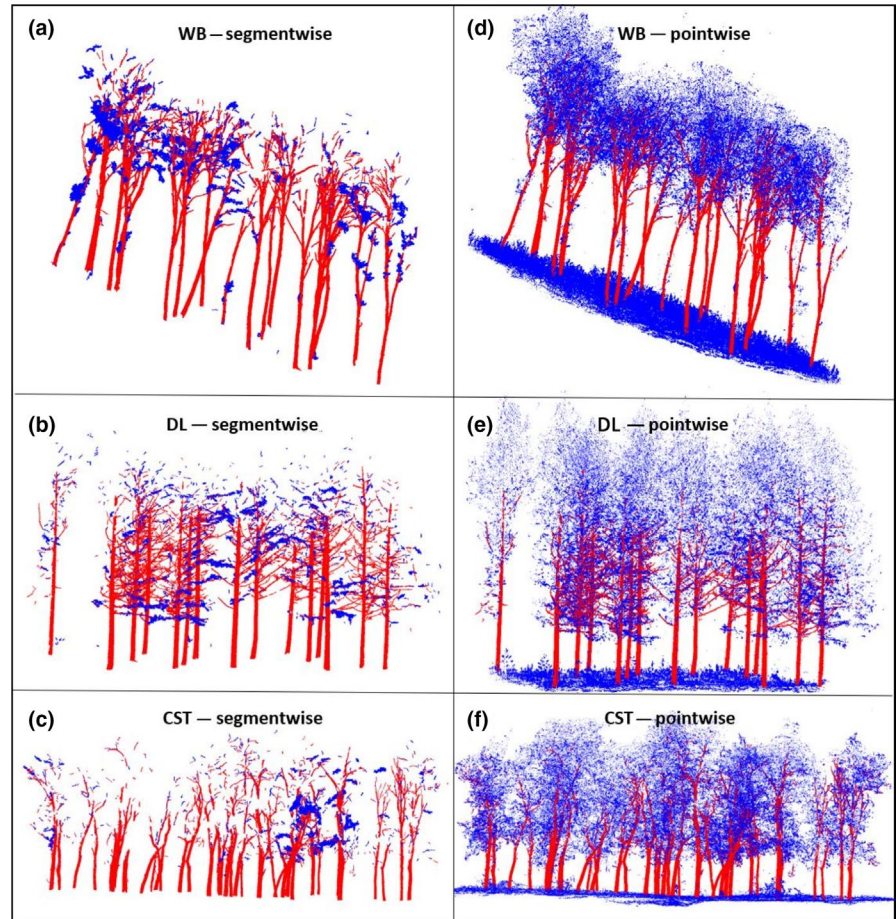 (a)
WB — segmentwise
(d)
WB — pointwise
(b)
DL — segmentwise
(e)
DL — pointwise
(c)
CST — segmentwise
(f)
CST — pointwise